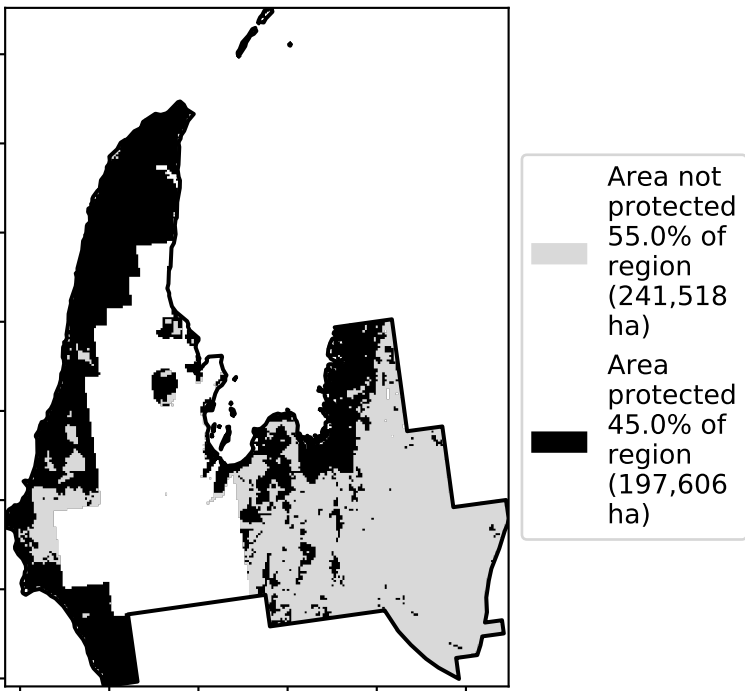 Area not
protected
55.0% of
region
(241,518
ha)
Area
protected
45.0% of
region
(197,606
ha)